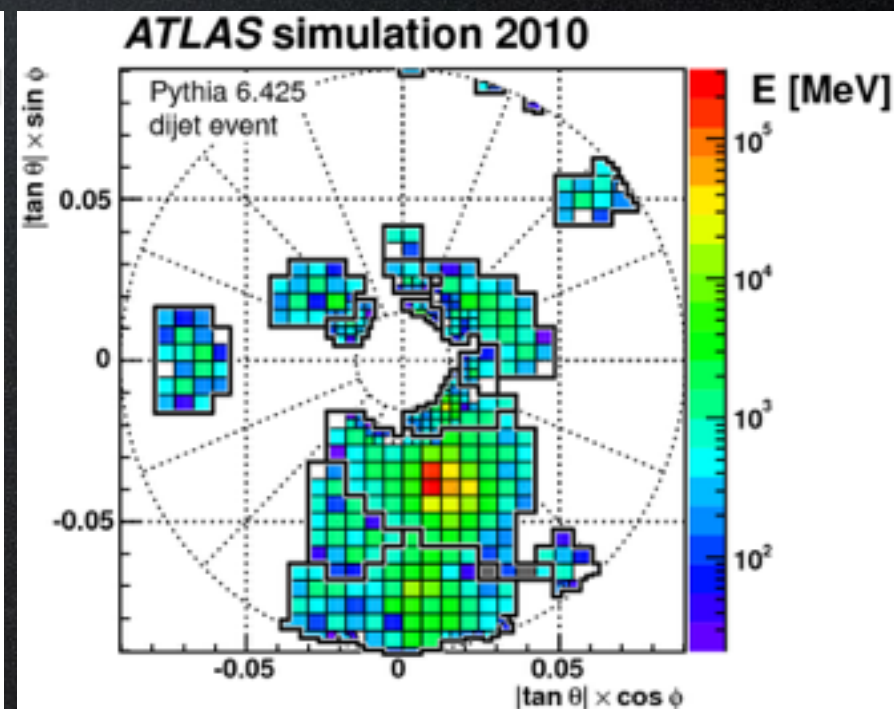 ATLAS simulation 2010
Pythia 6.425
dijet event
E [MeV]
|tan θ| × sin ϕ
0.05
0
-0.05
-0.05
0
0.05
|tan θ| × cos ϕ
10⁵
10⁴
10³
10²